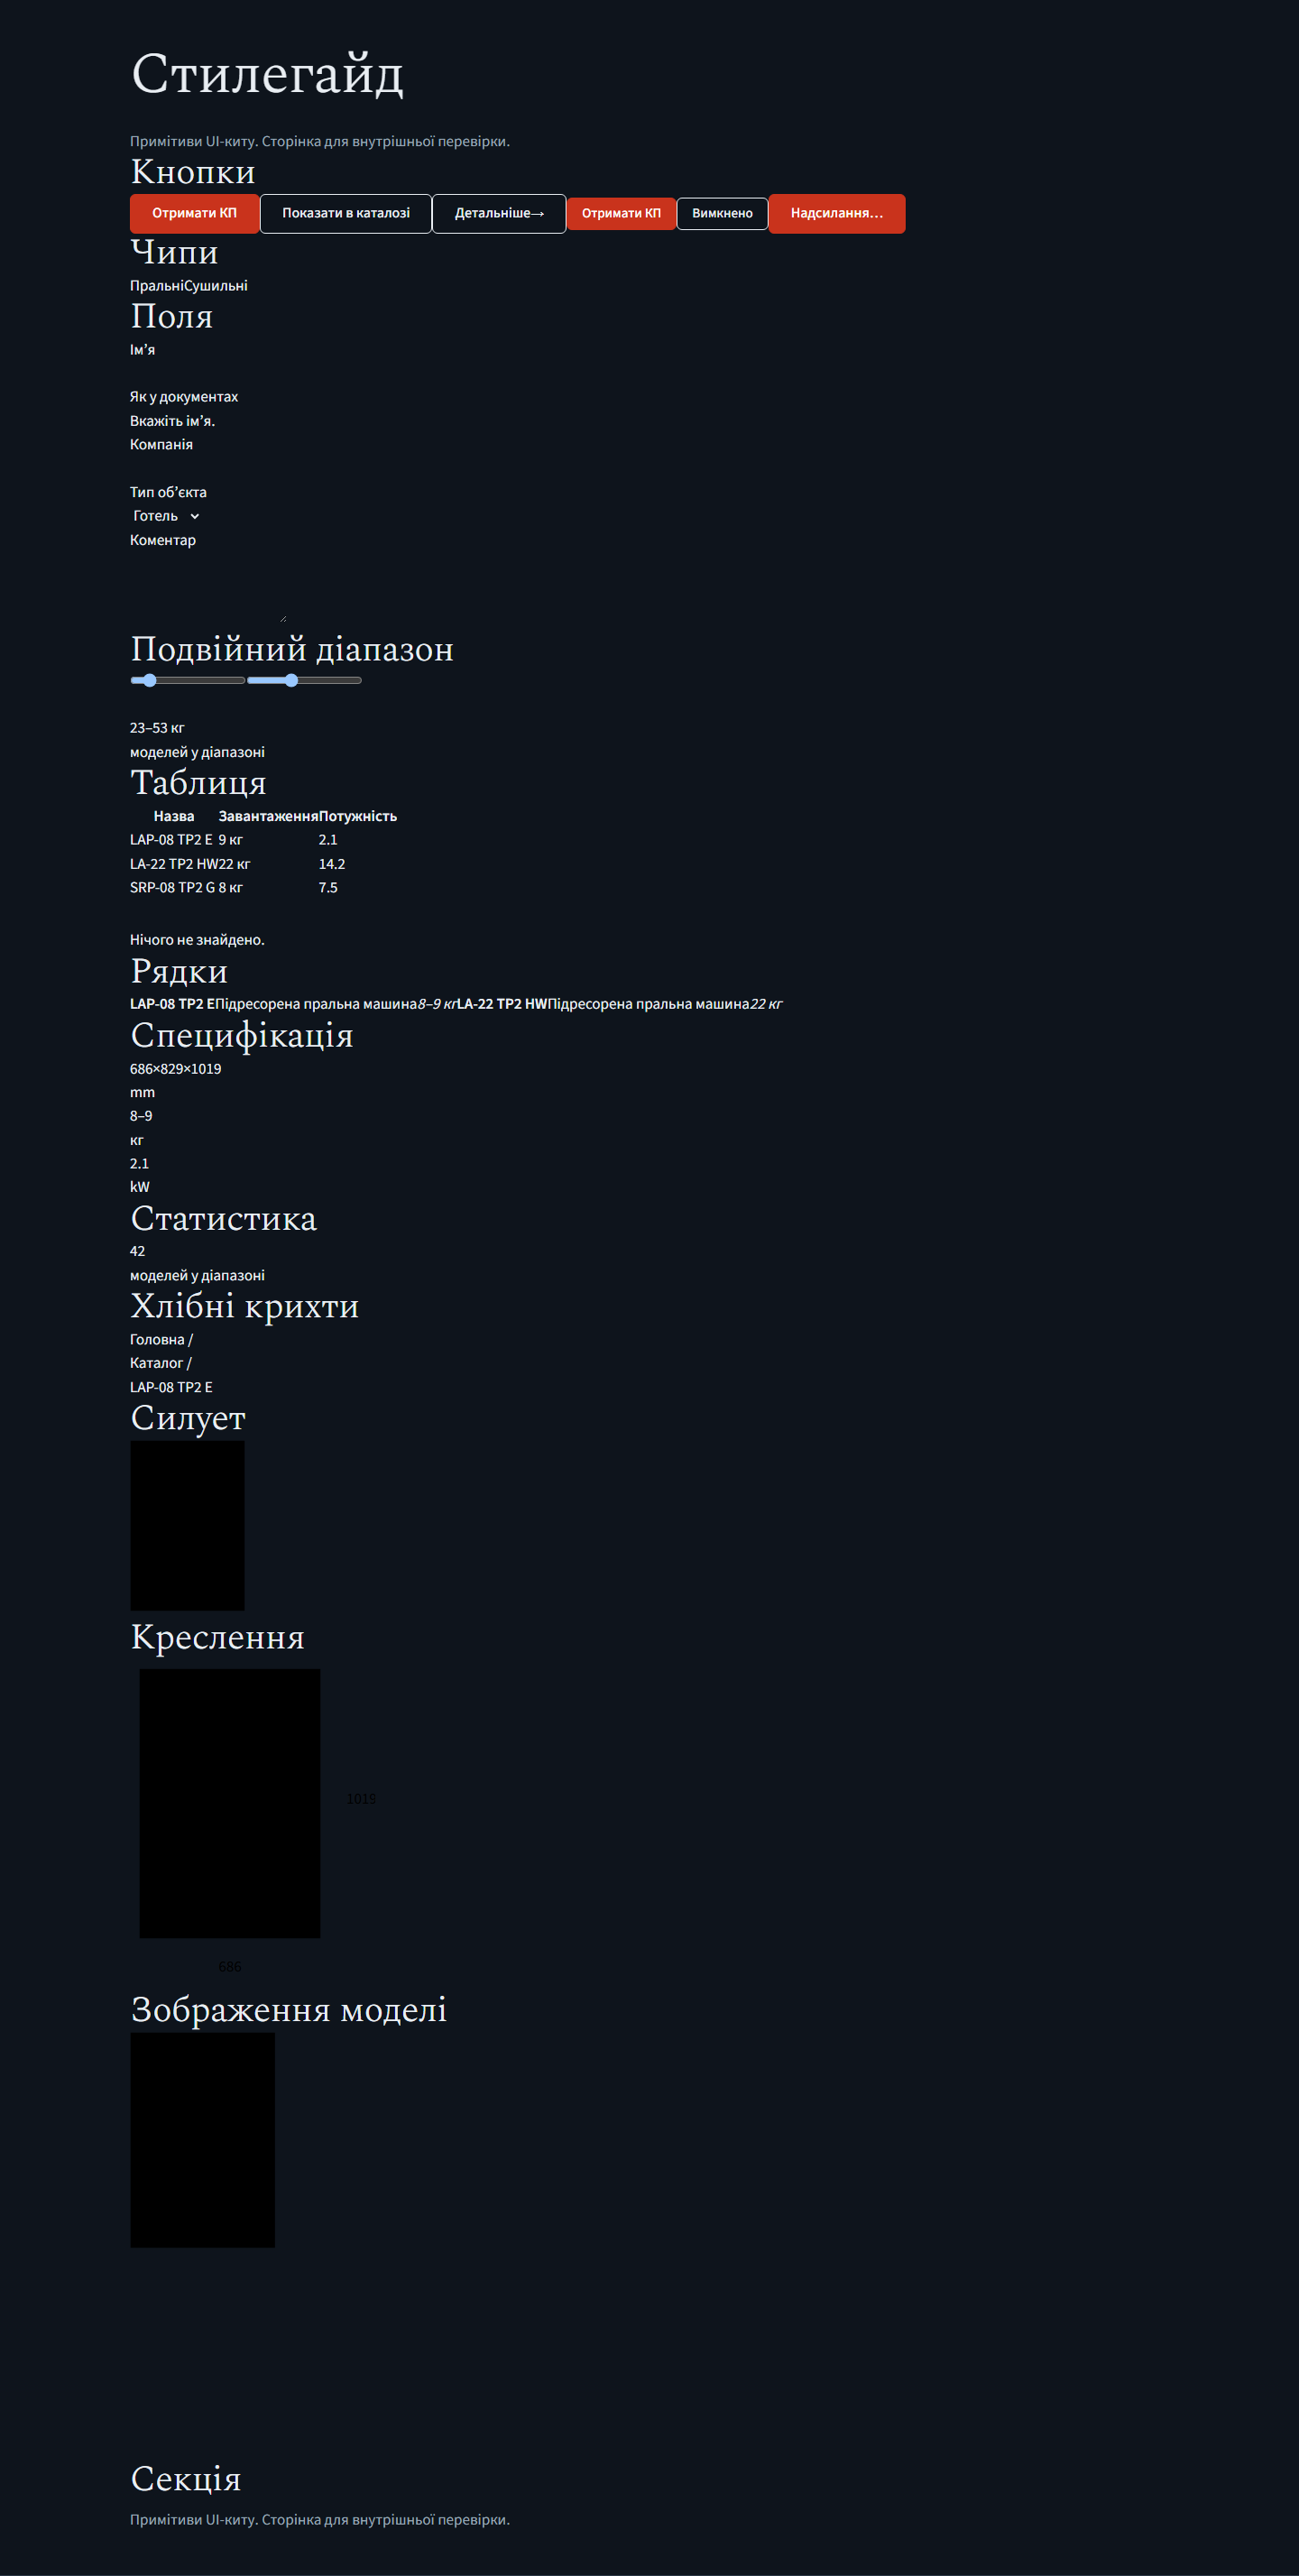 Стилегайд
Примітиви UI-киту. Сторінка для внутрішньої перевірки.
Кнопки
Отримати КП Показати в каталозі Детальніше→ Отримати КП Вимкнено Надсилання…
Чипи
ПральніСушильні
Поля
Ім’я
Як у документах
Вкажіть ім’я.
Компанія
Тип об’єкта
Готель
Коментар
Подвійний діапазон
23–53 кг
моделей у діапазоні
Таблиця
Назва ЗавантаженняПотужність
LAP-08 TP2 E 9 кг 2.1
LA-22 TP2 HW22 кг 14.2
SRP-08 TP2 G 8 кг 7.5
Нічого не знайдено.
Рядки
LAP-08 TP2 EПідресорена пральна машина8–9 кгLA-22 TP2 HWПідресорена пральна машина22 кг
Специфікація
686×829×1019
mm
8–9
кг
2.1
kW
Статистика
42
моделей у діапазоні
Хлібні крихти
Головна /
Каталог /
LAP-08 TP2 E
Силует
Креслення
1019
686
Зображення моделі
Секція
Примітиви UI-киту. Сторінка для внутрішньої перевірки.